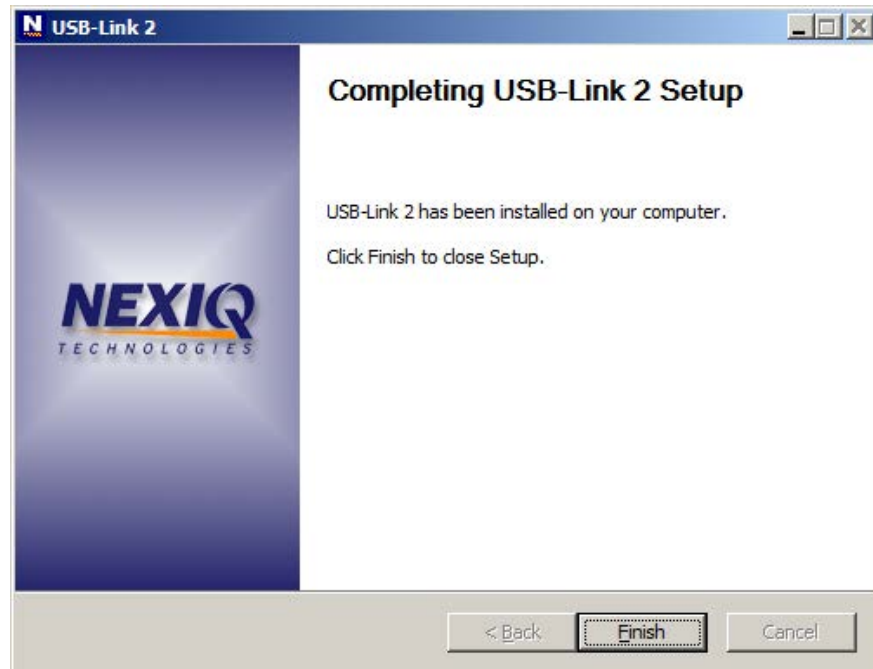 USB-Link 2
Completing USB-Link 2 Setup
USB-Link 2 has been installed on your computer.
Click Finish to close Setup.
NEXIQ
TECHNOLOGIES
< Back
Finish
Cancel